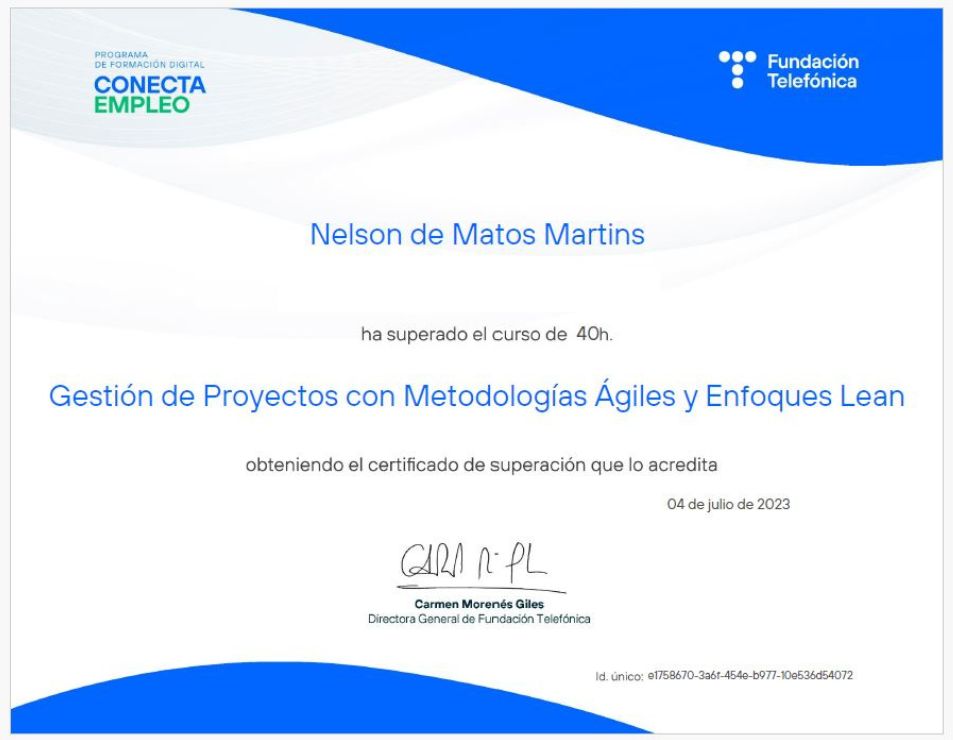 PROGRAMA
DE FORMACIÓN DIGITAL
CONECTA
EMPLEO
Fundación
Telefónica
Nelson de Matos Martins
ha superado el curso de 40h.
Gestión de Proyectos con Metodologías Ágiles y Enfoques Lean
obteniendo el certificado de superación que lo acredita
04 de julio de 2023
Carmen Morenés Giles
Directora General de Fundación Telefónica
Id. único: e1758670-3a6f-454e-b977-10e536d54072